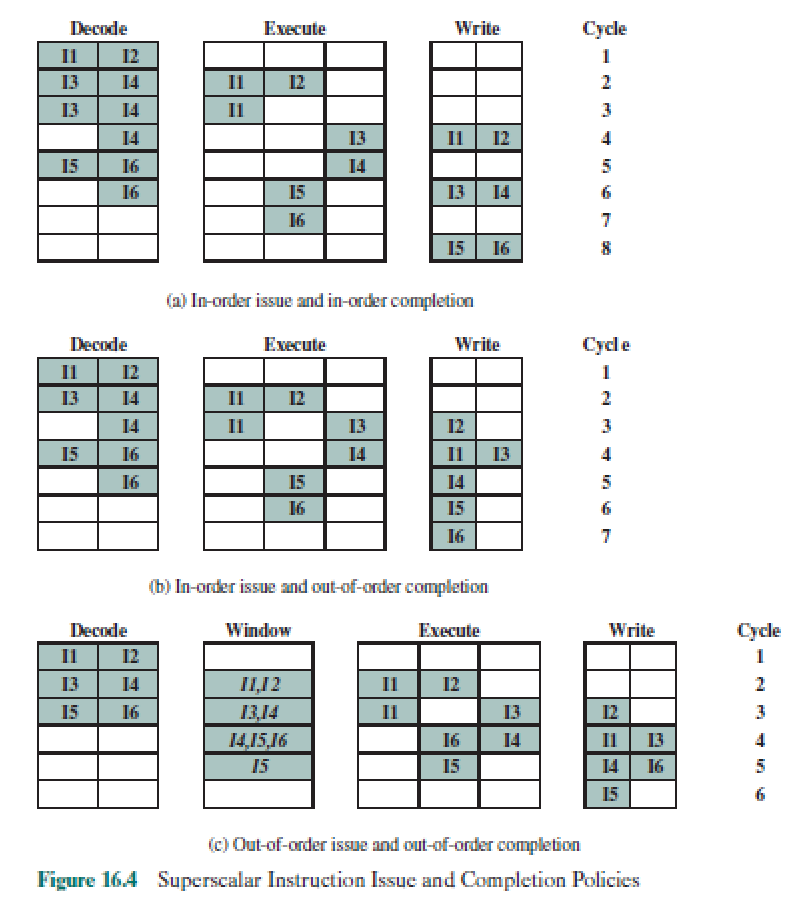 Decode Execute Write Cycle
I1 I2 1
I3 I4 I1 I2 2
I3 I4 I1 3
I4 I3 I1 I2 4
I5 I6 I4 5
I6 I5 I3 I4 6
I6 7
I5 I6 8
(a) In-order issue and in-order completion
Decode Execute Write Cycle
I1 I2 1
I3 I4 I1 I2 2
I4 I1 I3 I2 3
I5 I6 I4 I1 I3 4
I6 I5 I4 5
I6 I5 6
I6 7
(b) In-order issue and out-of-order completion
Decode Window Execute Write Cycle
I1 I2 1
I3 I4 I1,I2 I1 I2 2
I5 I6 I3,I4 I1 I3 I2 3
I4,I5,I6 I6 I4 I1 I3 4
I5 I5 I4 I6 5
I5 6
(c) Out-of-order issue and out-of-order completion
Figure 16.4 Superscalar Instruction Issue and Completion Policies